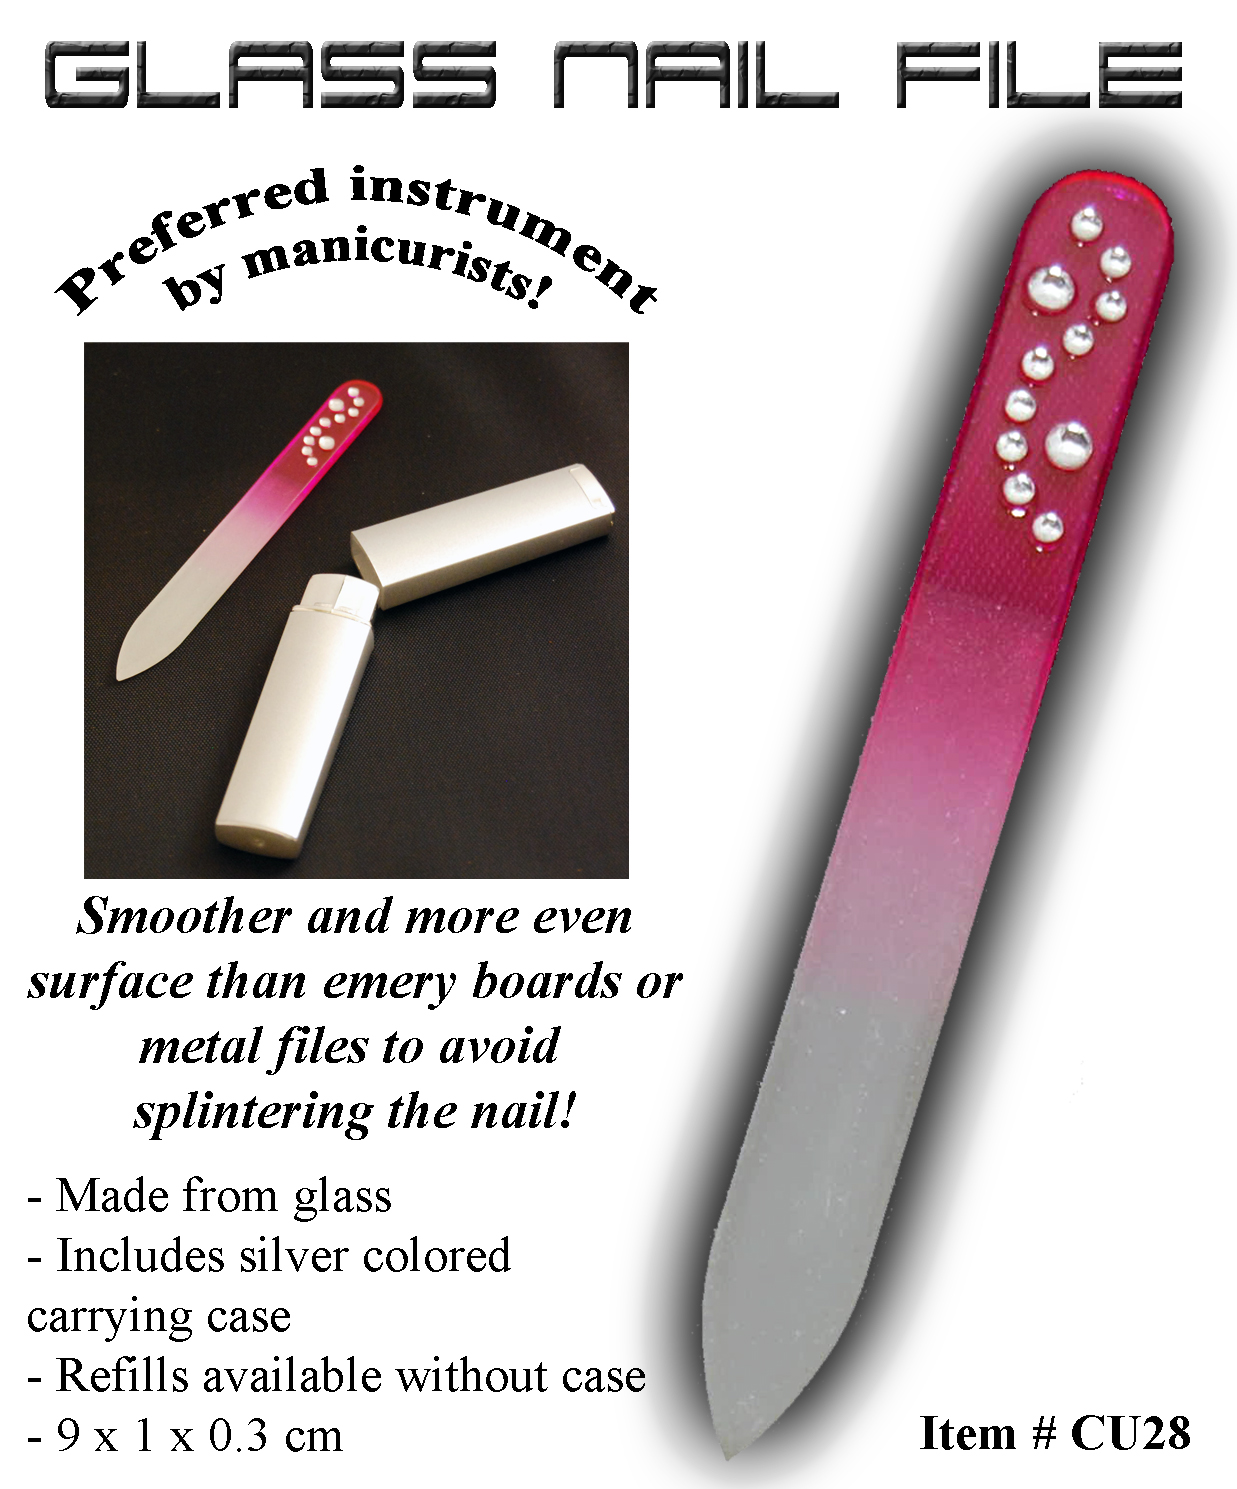 GLASS NAIL FILE
Preferred instrument
by manicurists!
Smoother and more even
surface than emery boards or
metal files to avoid
splintering the nail!
- Made from glass
- Includes silver colored
carrying case
- Refills available without case
- 9 x 1 x 0.3 cm
Item # CU28